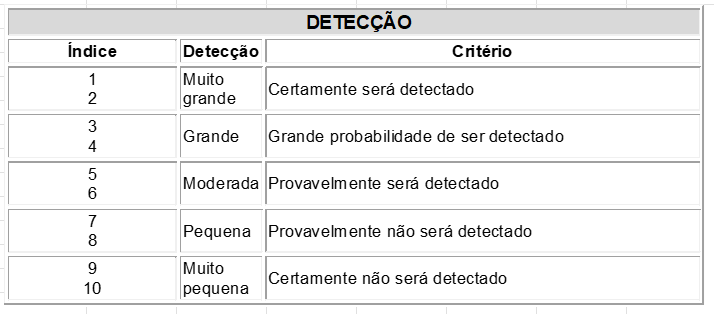 DETECÇÃO
Índice Detecção Critério
1
2
Muito
grande
Certamente será detectado
3
4
Grande
Grande probabilidade de ser detectado
5
6
Moderada
Provavelmente será detectado
7
8
Pequena
Provavelmente não será detectado
9
10
Muito
pequena
Certamente não será detectado